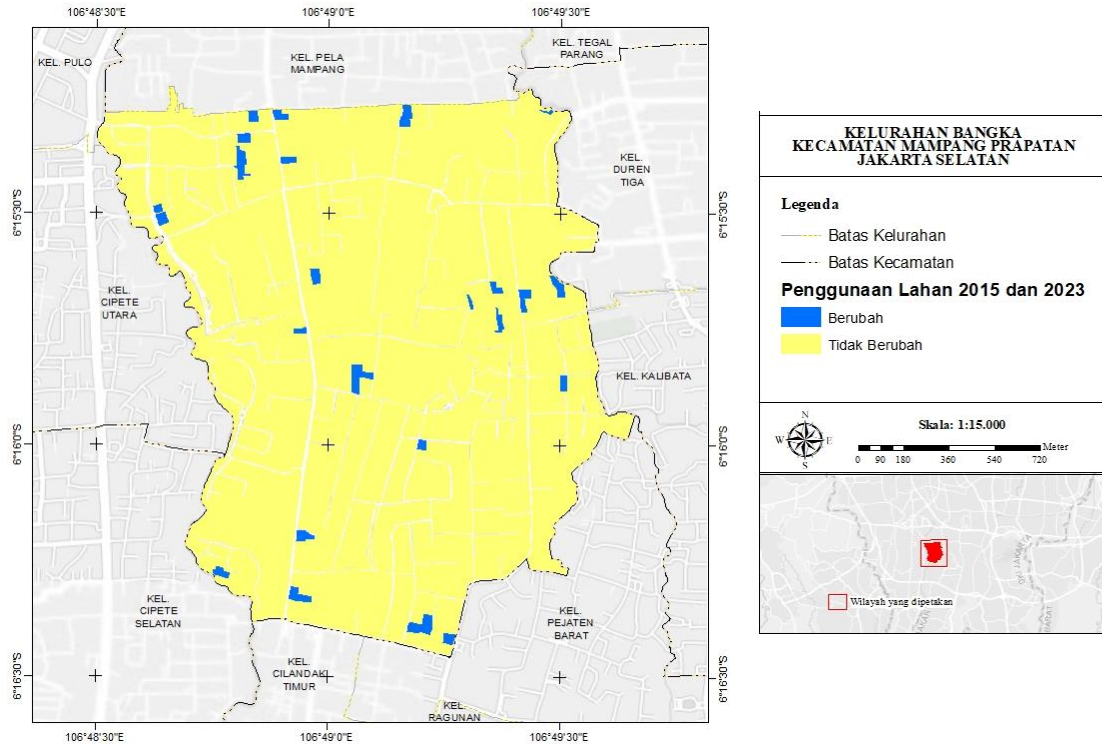 106°48'30"E
106°49'0"E
106°49'30"E
KEL. PULO
KEL. PELA
MAMPANG
KEL. TEGAL
PARANG
KEL.
DUREN
TIGA
6°15'30"S
6°15'30"S
KEL.
CIPETE
UTARA
KEL. KALIBATA
6°16'0"S
6°16'0"S
KEL.
CIPETE
SELATAN
KEL.
PEJATEN
BARAT
KEL.
CILANDAK
TIMUR
KEL.
RAGUNAN
6°16'30"S
6°16'30"S
106°48'30"E
106°49'0"E
106°49'30"E
KELURAHAN BANGKA
KECAMATAN MAMPANG PRAPATAN
JAKARTA SELATAN
Legenda
Batas Kelurahan
Batas Kecamatan
Penggunaan Lahan 2015 dan 2023
Berubah
Tidak Berubah
N
W E
S
Skala: 1:15.000
Meter
0 90 180 360 540 720
DKI JAKARTA
BARAT
Wilayah yang dipetakan